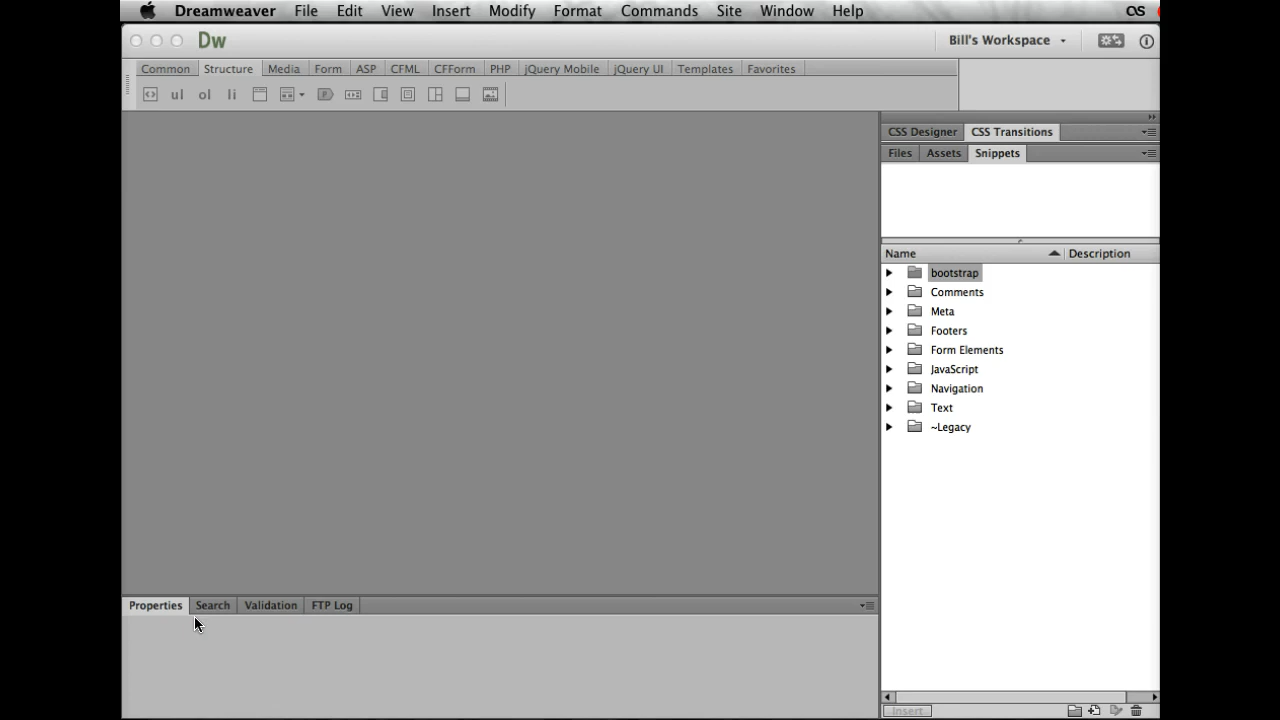 Dreamweaver File Edit View Insert Modify Format Commands Site Window Help
Dw Bill's Workspace
Common Structure Media Form ASP CFML CFForm PHP jQuery Mobile jQuery UI Templates Favorites
ul ol li
CSS Designer CSS Transitions
Files Assets Snippets
Name Description
bootstrap
Comments
Meta
Footers
Form Elements
JavaScript
Navigation
Text
~Legacy
Properties Search Validation FTP Log
Insert